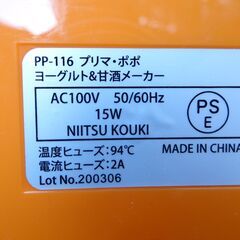 PP-116 プリマ・ポポ
ヨーグルト&甘酒メーカー
AC100V 50/60Hz
15W
NIITSU KOUKI
PS
E
MADE IN CHINA
温度ヒューズ:94℃
電流ヒューズ:2A
Lot No.200306